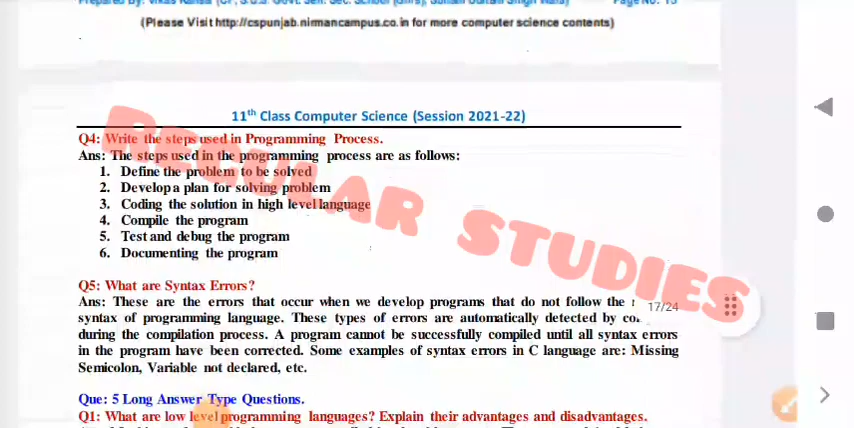 (Please Visit http://cspunjab.nirmancampus.co.in for more computer science contents)
11th Class Computer Science (Session 2021-22)
Q4: Write the steps used in Programming Process.
Ans: The steps used in the programming process are as follows:
1. Define the problem to be solved
2. Develop a plan for solving problem
3. Coding the solution in high level language
4. Compile the program
5. Test and debug the program
6. Documenting the program
Q5: What are Syntax Errors?
Ans: These are the errors that occur when we develop programs that do not follow the
17/24
syntax of programming language. These types of errors are automatically detected by
during the compilation process. A program cannot be successfully compiled until all syntax errors
in the program have been corrected. Some examples of syntax errors in C language are: Missing
Semicolon, Variable not declared, etc.
Que: 5 Long Answer Type Questions.
Q1: What are low level programming languages? Explain their advantages and disadvantages.
REGULAR STUDIES